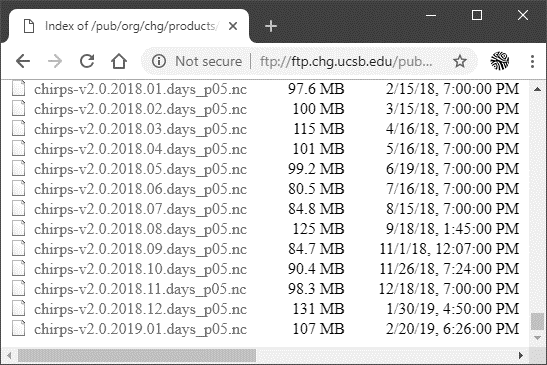 Index of /pub/org/chg/products/
Not secure ftp://ftp.chg.ucsb.edu/pub...
chirps-v2.0.2018.01.days_p05.nc 97.6 MB 2/15/18, 7:00:00 PM
chirps-v2.0.2018.02.days_p05.nc 100 MB 3/15/18, 7:00:00 PM
chirps-v2.0.2018.03.days_p05.nc 115 MB 4/16/18, 7:00:00 PM
chirps-v2.0.2018.04.days_p05.nc 101 MB 5/16/18, 7:00:00 PM
chirps-v2.0.2018.05.days_p05.nc 99.2 MB 6/19/18, 7:00:00 PM
chirps-v2.0.2018.06.days_p05.nc 80.5 MB 7/16/18, 7:00:00 PM
chirps-v2.0.2018.07.days_p05.nc 84.8 MB 8/15/18, 7:00:00 PM
chirps-v2.0.2018.08.days_p05.nc 125 MB 9/18/18, 1:45:00 PM
chirps-v2.0.2018.09.days_p05.nc 84.7 MB 11/1/18, 12:07:00 PM
chirps-v2.0.2018.10.days_p05.nc 90.4 MB 11/26/18, 7:24:00 PM
chirps-v2.0.2018.11.days_p05.nc 98.3 MB 12/18/18, 7:00:00 PM
chirps-v2.0.2018.12.days_p05.nc 131 MB 1/30/19, 4:50:00 PM
chirps-v2.0.2019.01.days_p05.nc 107 MB 2/20/19, 6:26:00 PM